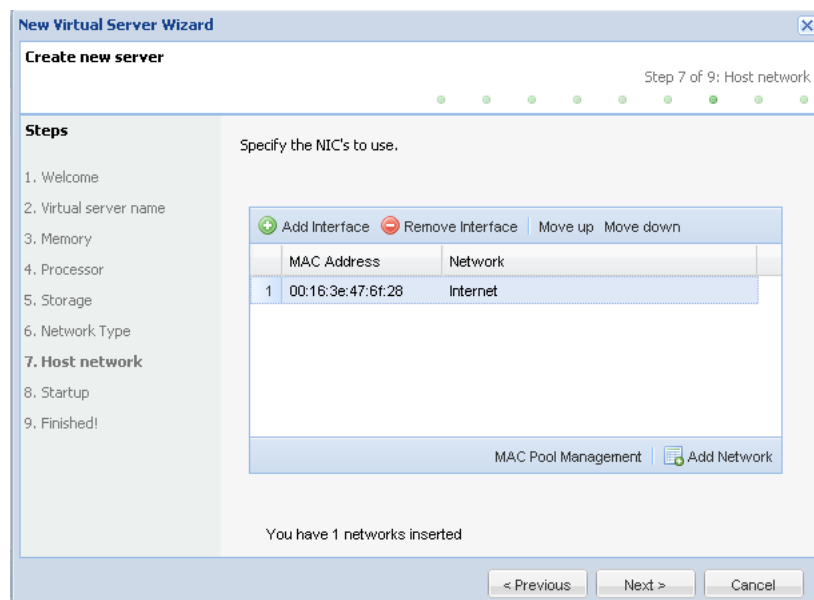 New Virtual Server Wizard
Create new server
Step 7 of 9: Host network
Steps
1. Welcome
2. Virtual server name
3. Memory
4. Processor
5. Storage
6. Network Type
7. Host network
8. Startup
9. Finished!
Specify the NIC's to use.
Add Interface Remove Interface Move up Move down
MAC Address Network
1 00:16:3e:47:6f:28 Internet
MAC Pool Management Add Network
You have 1 networks inserted
< Previous Next > Cancel